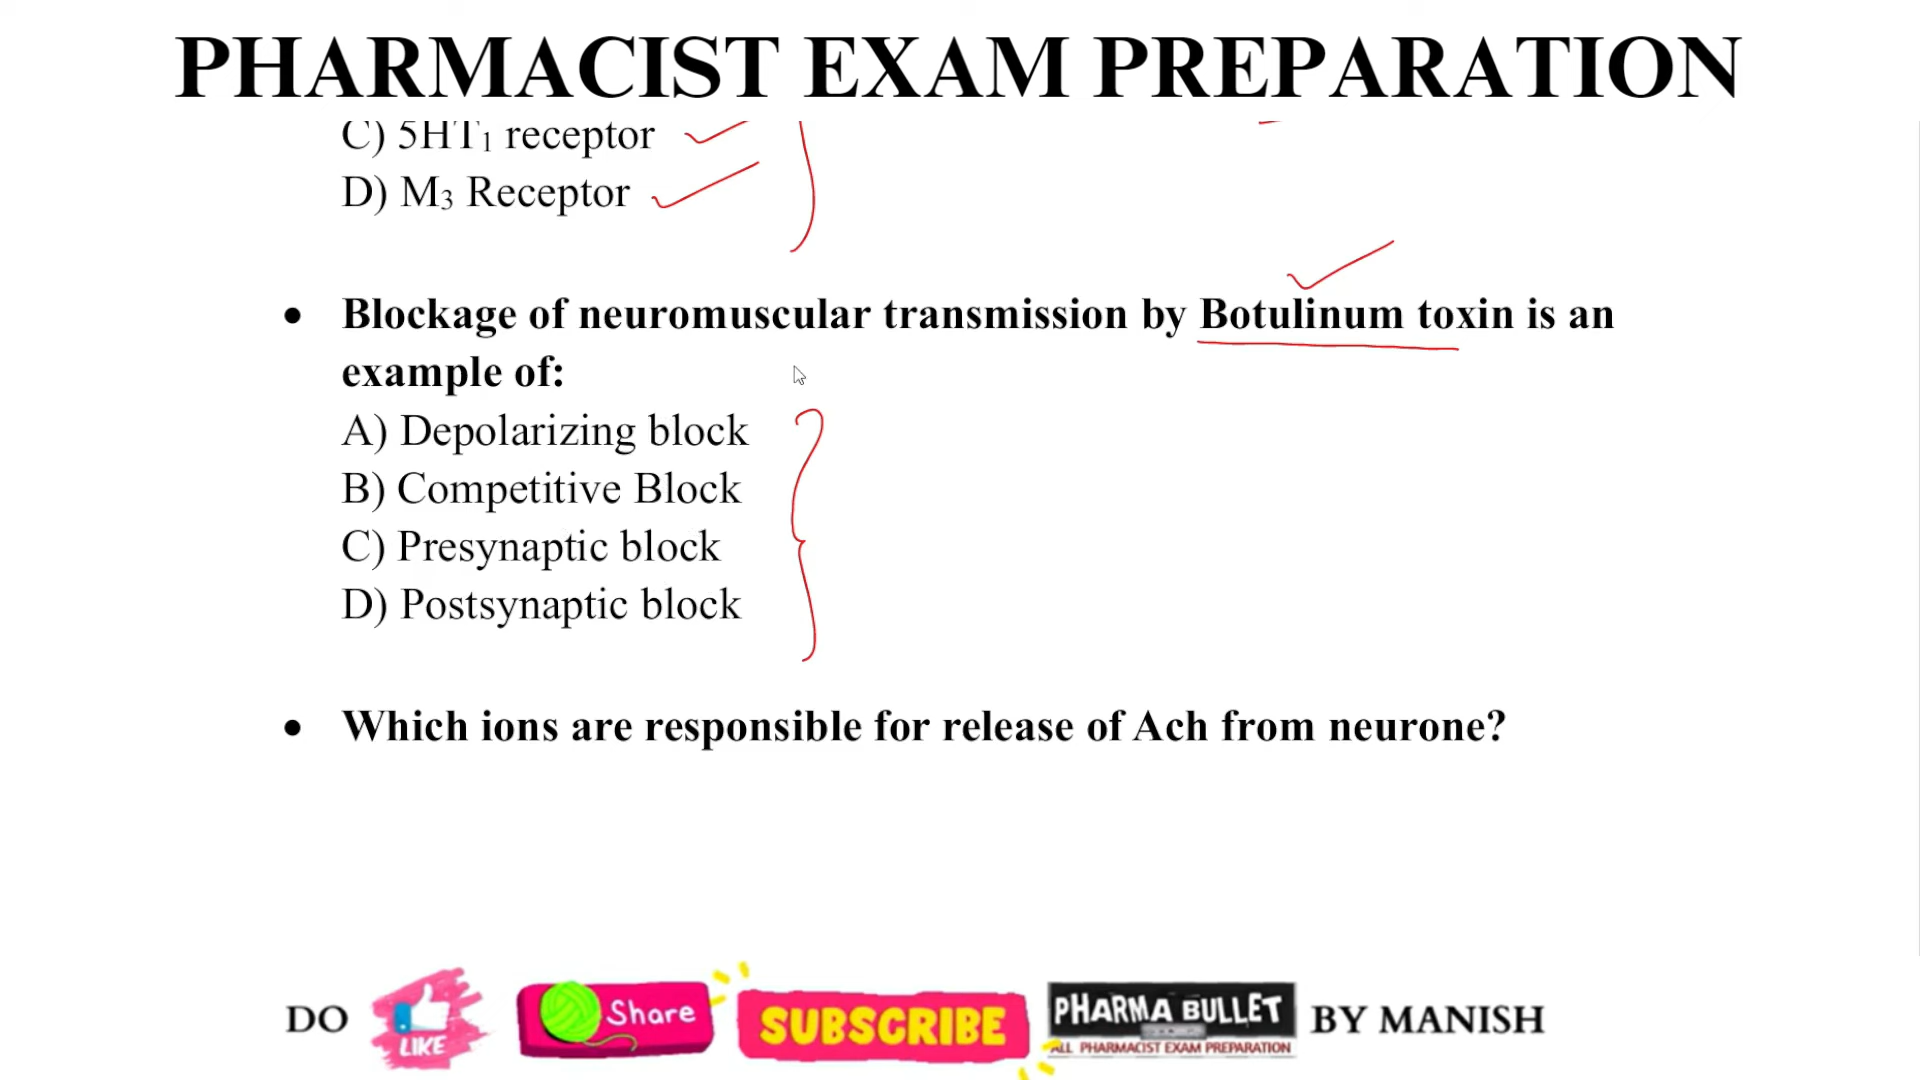 PHARMACIST EXAM PREPARATION
C) 5HT₁ receptor
D) M₃ Receptor
• Blockage of neuromuscular transmission by Botulinum toxin is an
example of:
A) Depolarizing block
B) Competitive Block
C) Presynaptic block
D) Postsynaptic block
• Which ions are responsible for release of Ach from neurone?
DO LIKE Share SUBSCRIBE PHARMA BULLET BY MANISH
ALL PHARMACIST EXAM PREPARATION